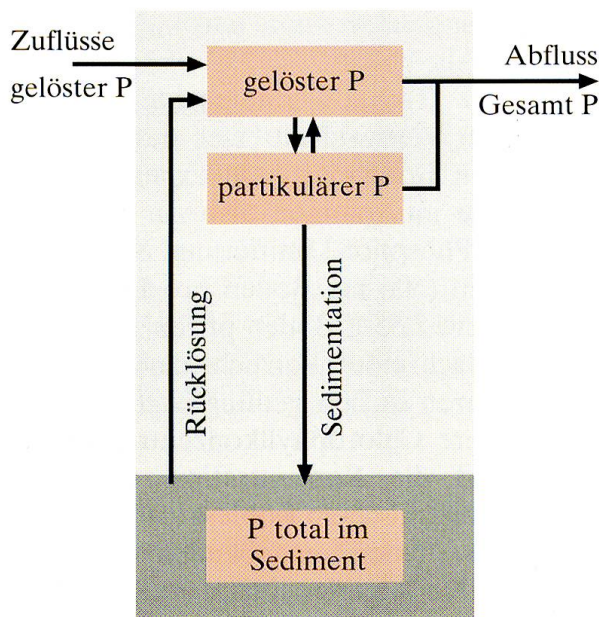 Zuflüsse
gelöster P
gelöster P
Abfluss
Gesamt P
partikulärer P
Rücklösung
Sedimentation
P total im
Sediment